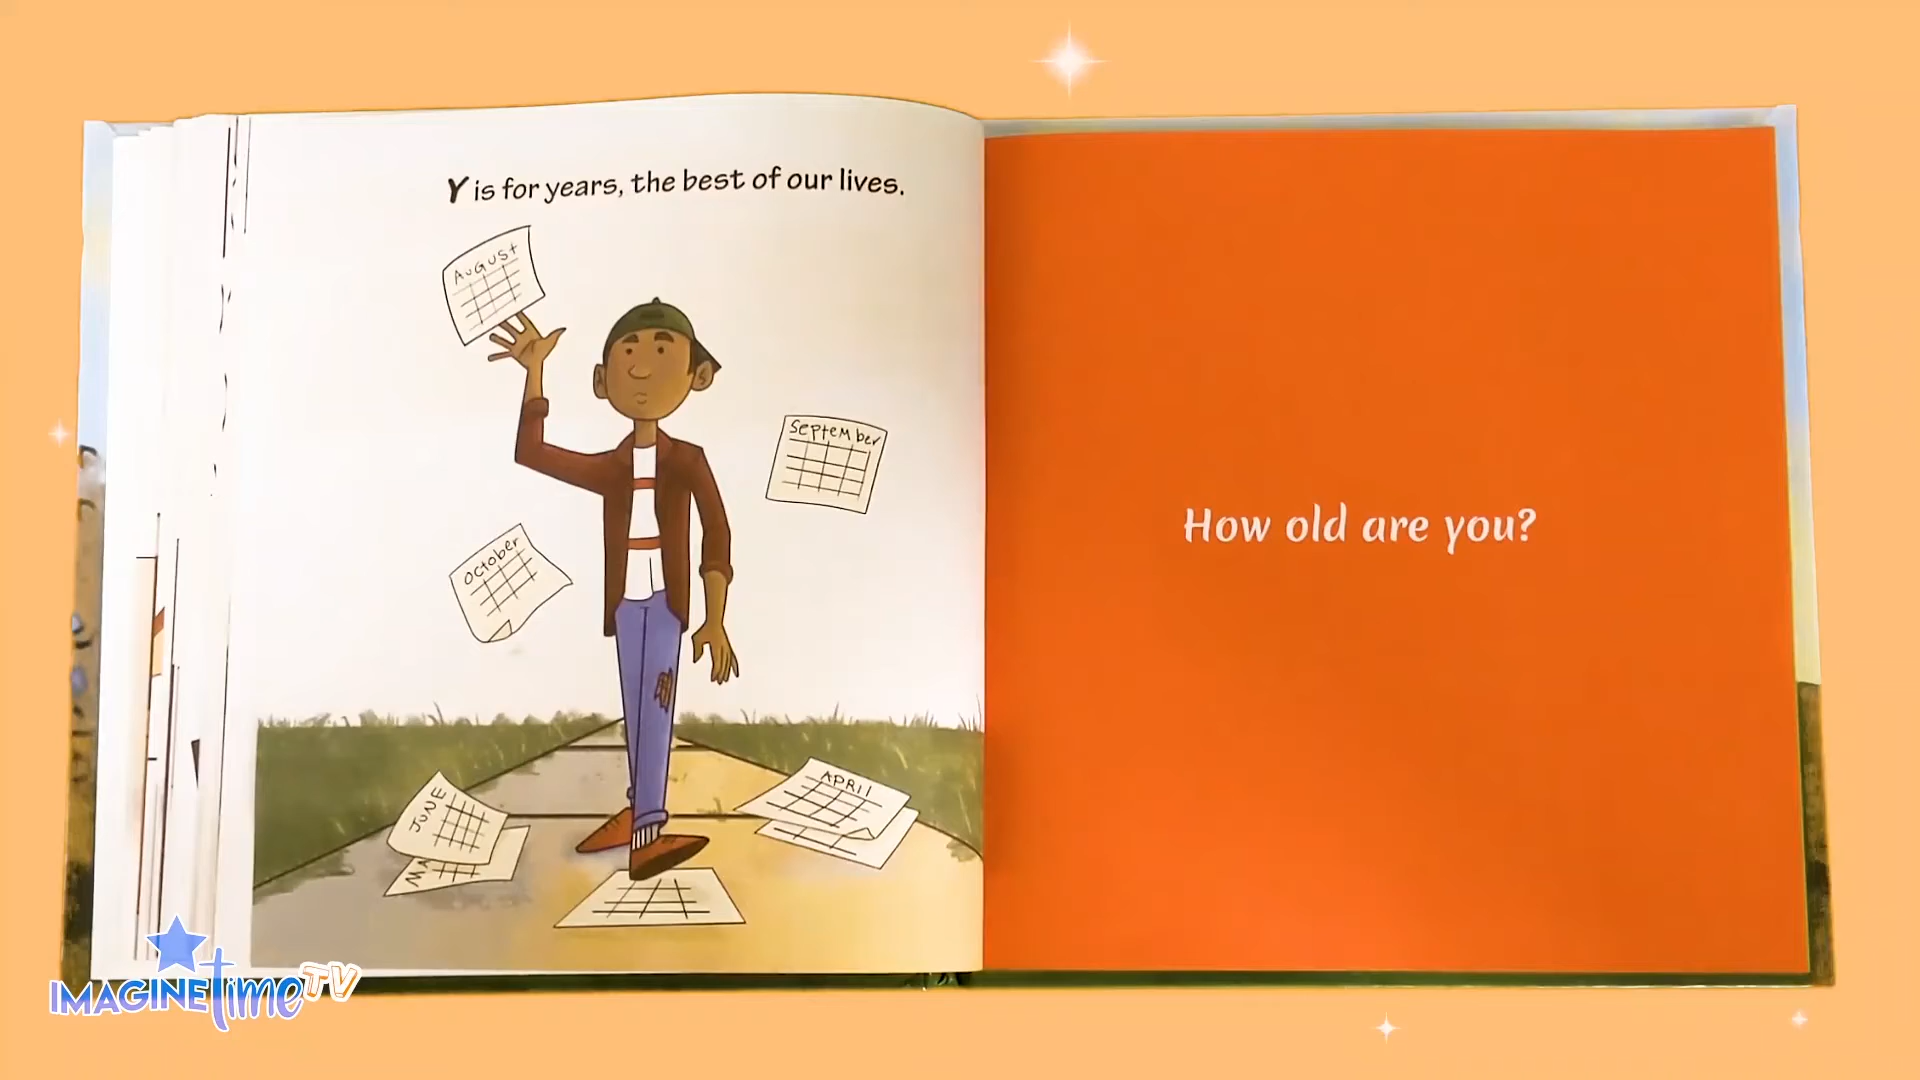 Y is for years, the best of our lives.
AUGUST
September
October
JUNE
APRIL
How old are you?
IMAGINEtimeTV